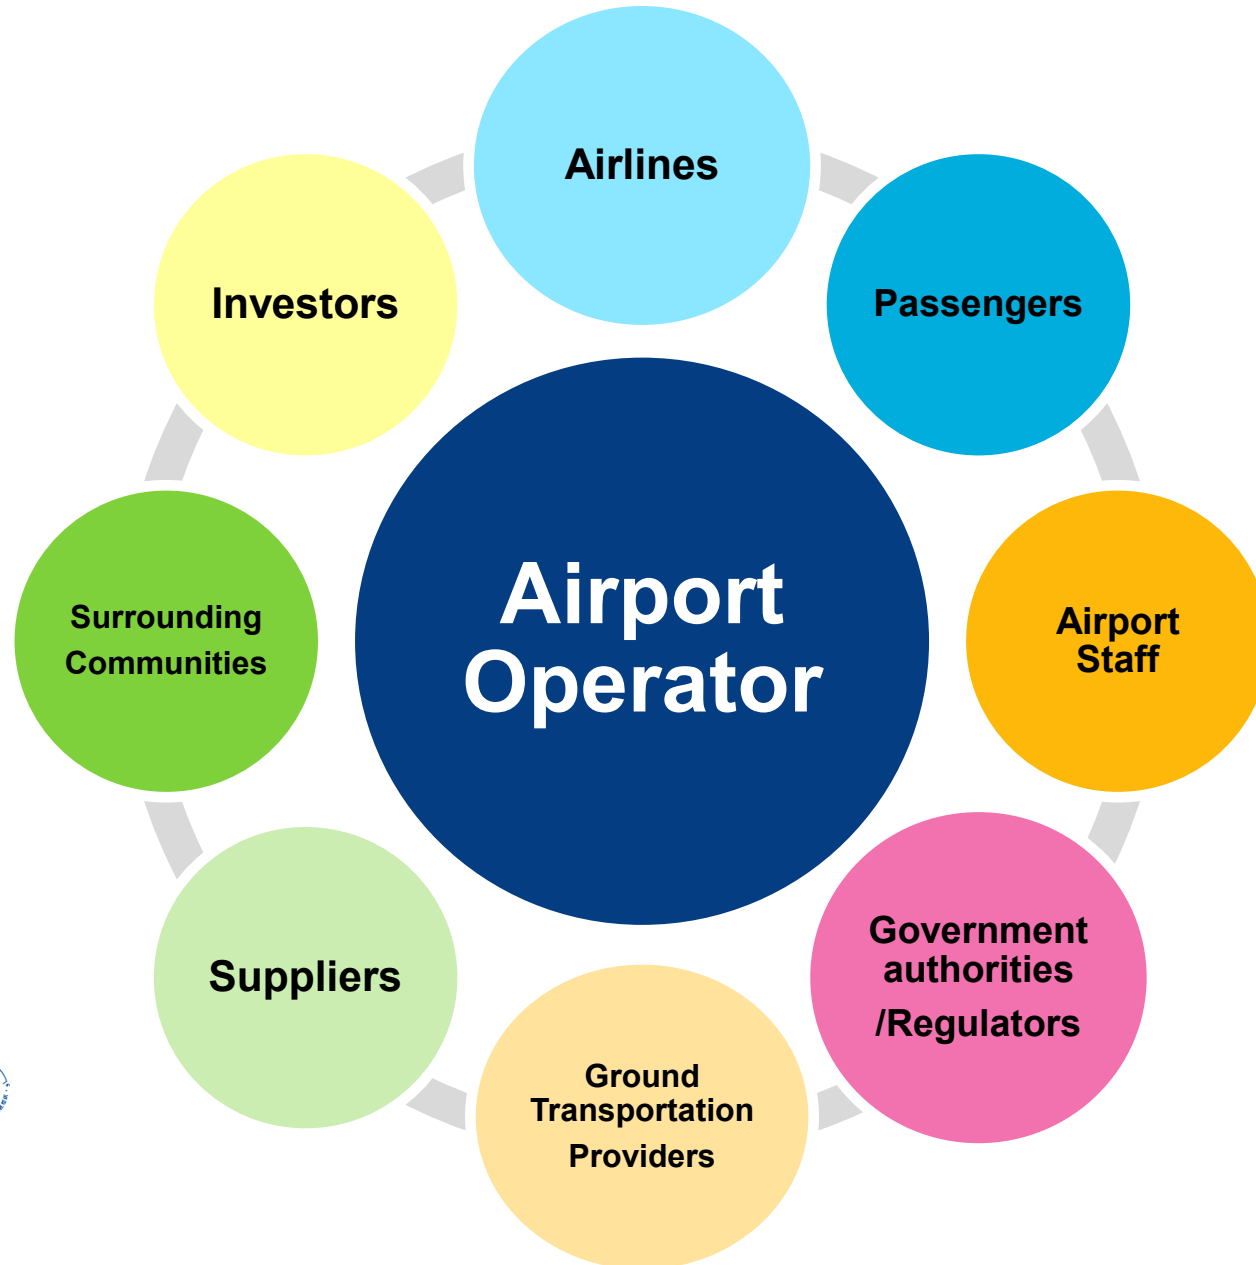 Airlines
Passengers
Airport
Staff
Government
authorities
/Regulators
Ground
Transportation
Providers
Suppliers
Surrounding
Communities
Investors
Airport
Operator